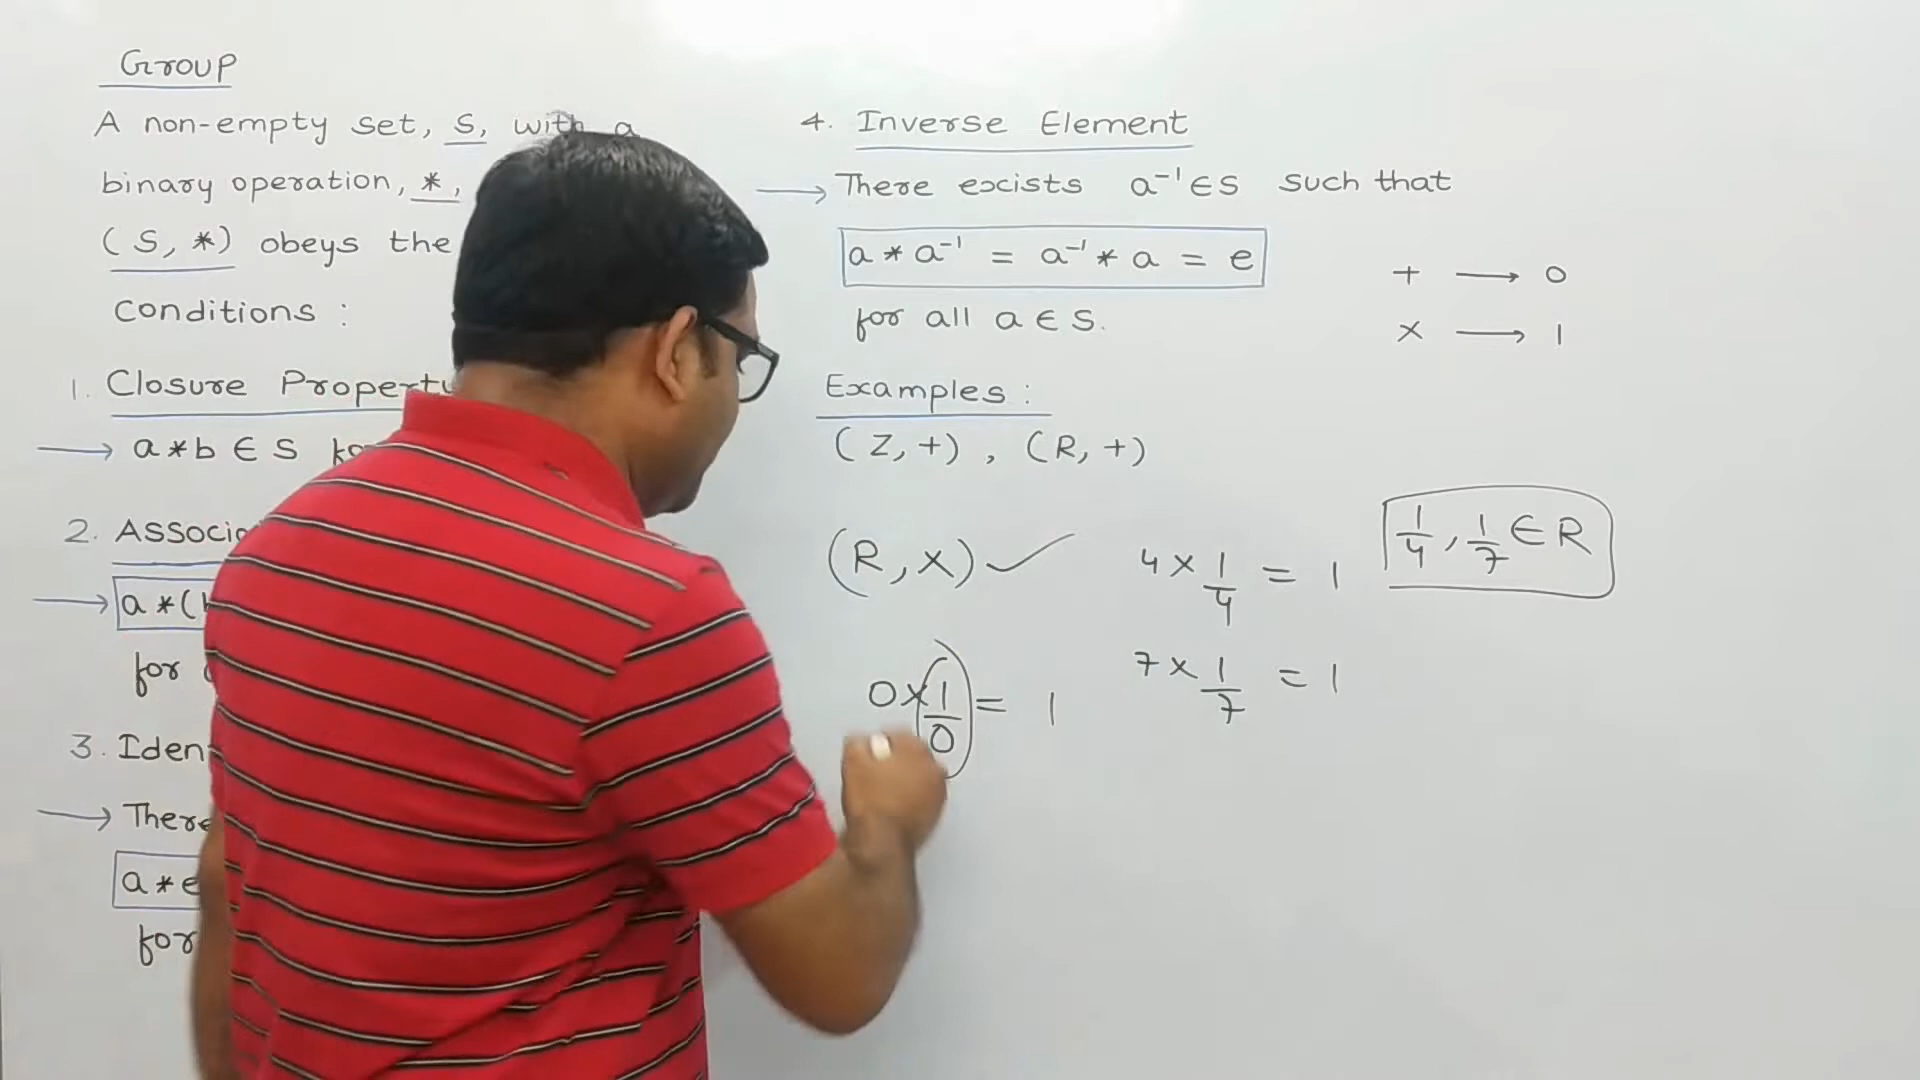 Group
A non-empty set, S, with a
binary operation, *,
(S, *) obeys the
Conditions :
1. Closure Property
→ a * b ∈ S
2.
→ a * (
for
3.
→ There
a * e
for
4. Inverse Element
→ There exists a⁻¹ ∈ S such that
a * a⁻¹ = a⁻¹ * a = e
for all a ∈ S.
+ → 0
× → 1
Examples :
(Z, +) , (R, +)
(R, ×) ✓
4 × 1/4 = 1
1/4 , 1/7 ∈ R
0 × 1/0 = 1
7 × 1/7 = 1